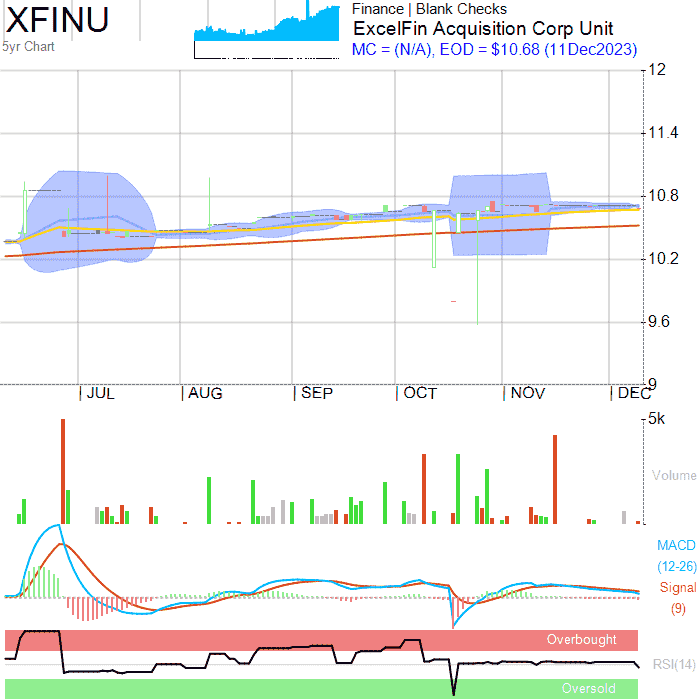 XFINU
5yr Chart
Finance | Blank Checks
ExcelFin Acquisition Corp Unit
MC = (N/A), EOD = $10.68 (11Dec2023)
12
11.4
10.8
10.2
9.6
9
JUL
AUG
SEP
OCT
NOV
DEC
5k
Volume
MACD
(12-26)
Signal
(9)
Overbought
RSI(14)
Oversold